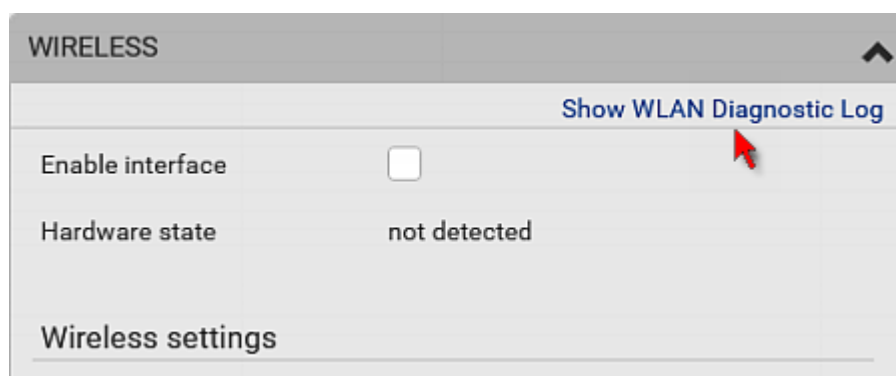 WIRELESS
Show WLAN Diagnostic Log
Enable interface
Hardware state not detected
Wireless settings